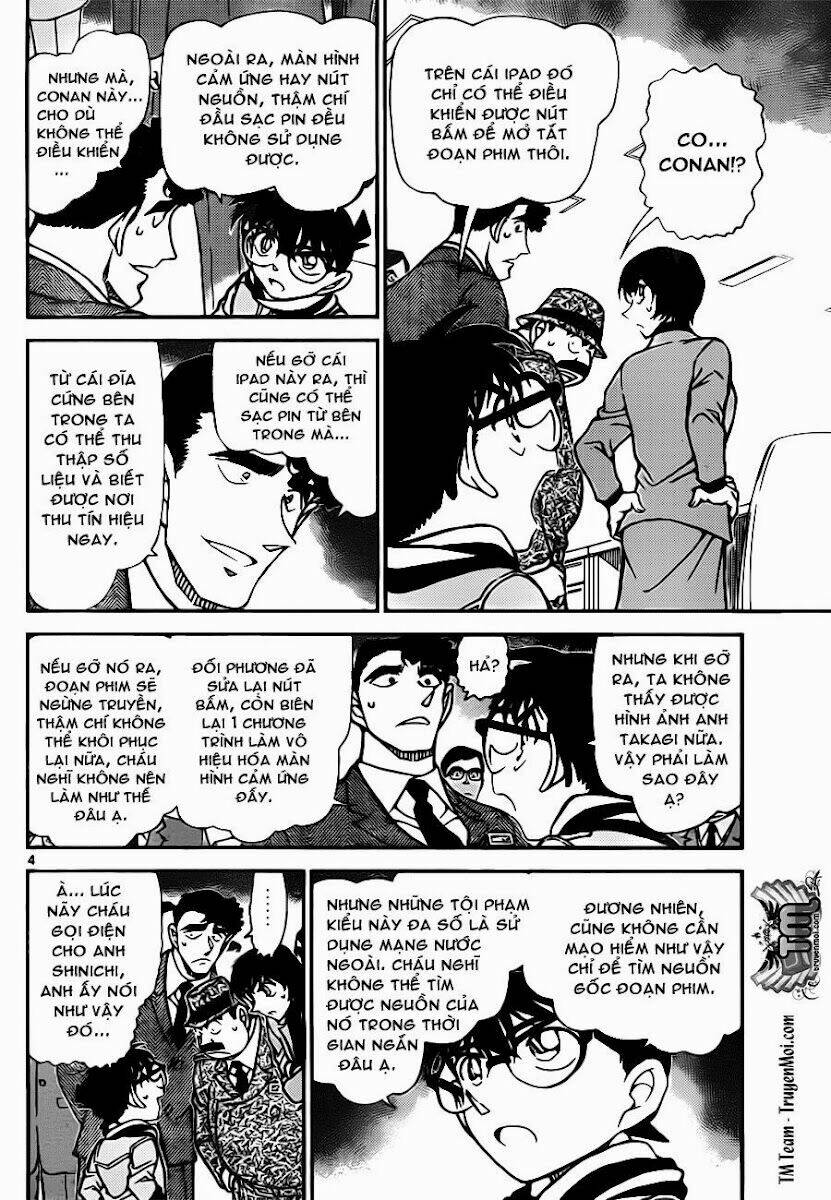 CO...
CONAN!?
TRÊN CÁI IPAD ĐÓ
CHỈ CÓ THỂ ĐIỀU
KHIỂN ĐƯỢC NÚT
BẤM ĐỂ MỞ TẮT
ĐOẠN PHIM THÔI.
NGOÀI RA, MÀN HÌNH
CẢM ỨNG HAY NÚT
NGUỒN, THẬM CHÍ
ĐẦU SẠC PIN ĐỀU
KHÔNG SỬ DỤNG
ĐƯỢC.
NHƯNG MÀ,
CONAN NÀY...
CHO DÙ
KHÔNG THỂ
ĐIỀU KHIỂN
...
NẾU GỠ CÁI
IPAD NÀY RA, THÌ
CŨNG CÓ THỂ
SẠC PIN TỪ BÊN
TRONG MÀ...
TỪ CÁI ĐĨA
CỨNG BÊN
TRONG TA
CÓ THỂ THU
THẬP SỐ
LIỆU VÀ BIẾT
ĐƯỢC NƠI
THU TÍN HIỆU
NGAY.
NHƯNG KHI GỠ
RA, TA KHÔNG
THẤY ĐƯỢC
HÌNH ẢNH ANH
TAKAGI NỮA.
VẬY PHẢI LÀM
SAO ĐÂY
Ạ?
HẢ?
ĐỐI PHƯƠNG ĐÃ
SỬA LẠI NÚT
BẤM, CÒN BIÊN
LẠI 1 CHƯƠNG
TRÌNH LÀM VÔ
HIỆU HÓA MÀN
HÌNH CẢM ỨNG
ĐẤY.
NẾU GỠ NÓ RA,
ĐOẠN PHIM SẼ
NGỪNG TRUYỀN,
THẬM CHÍ KHÔNG
THỂ KHÔI PHỤC
LẠI NỮA, CHÁU
NGHĨ KHÔNG NÊN
LÀM NHƯ THẾ
ĐÂU Ạ.
4
ĐƯƠNG NHIÊN,
CŨNG KHÔNG CẦN
MẠO HIỂM NHƯ VẬY
CHỈ ĐỂ TÌM NGUỒN
GỐC ĐOẠN PHIM.
NHƯNG NHỮNG TỘI PHẠM
KIỂU NÀY ĐA SỐ LÀ SỬ
DỤNG MẠNG NƯỚC
NGOÀI. CHÁU NGHĨ
KHÔNG THỂ TÌM
ĐƯỢC NGUỒN CỦA
NÓ TRONG THỜI
GIAN NGẮN
ĐÂU Ạ.
......
À... LÚC
NÃY CHÁU
GỌI ĐIỆN
CHO ANH
SHINICHI,
ANH ẤY NÓI
NHƯ VẬY
ĐÓ...
TM
truyenmoi.com
TM Team - TruyenMoi.com